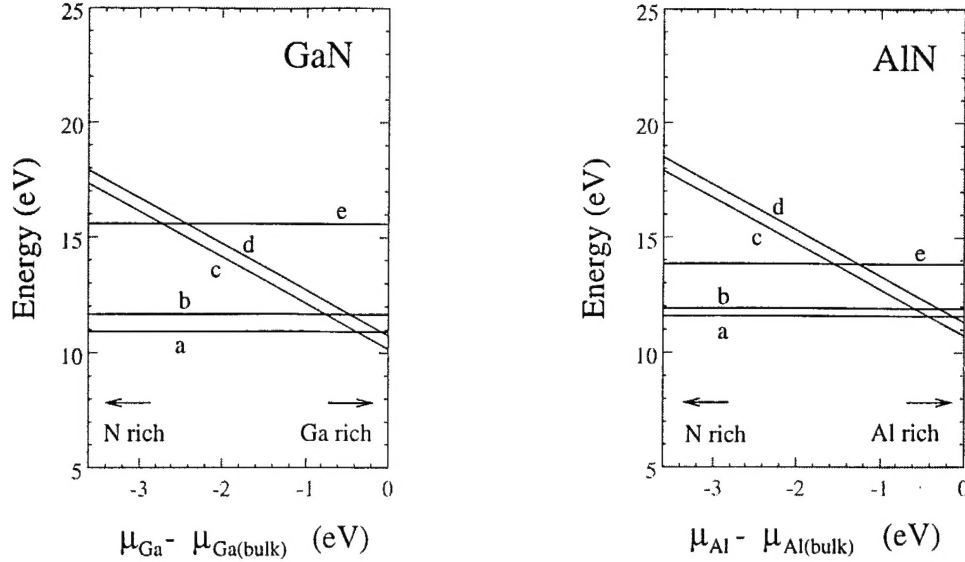 25
20
15
10
5
Energy (eV)
GaN
e
d
c
b
a
N rich
Ga rich
-3
-2
-1
0
μGa - μGa(bulk) (eV)
25
20
15
10
5
Energy (eV)
AlN
d
c
e
b
a
N rich
Al rich
-3
-2
-1
0
μAl - μAl(bulk) (eV)